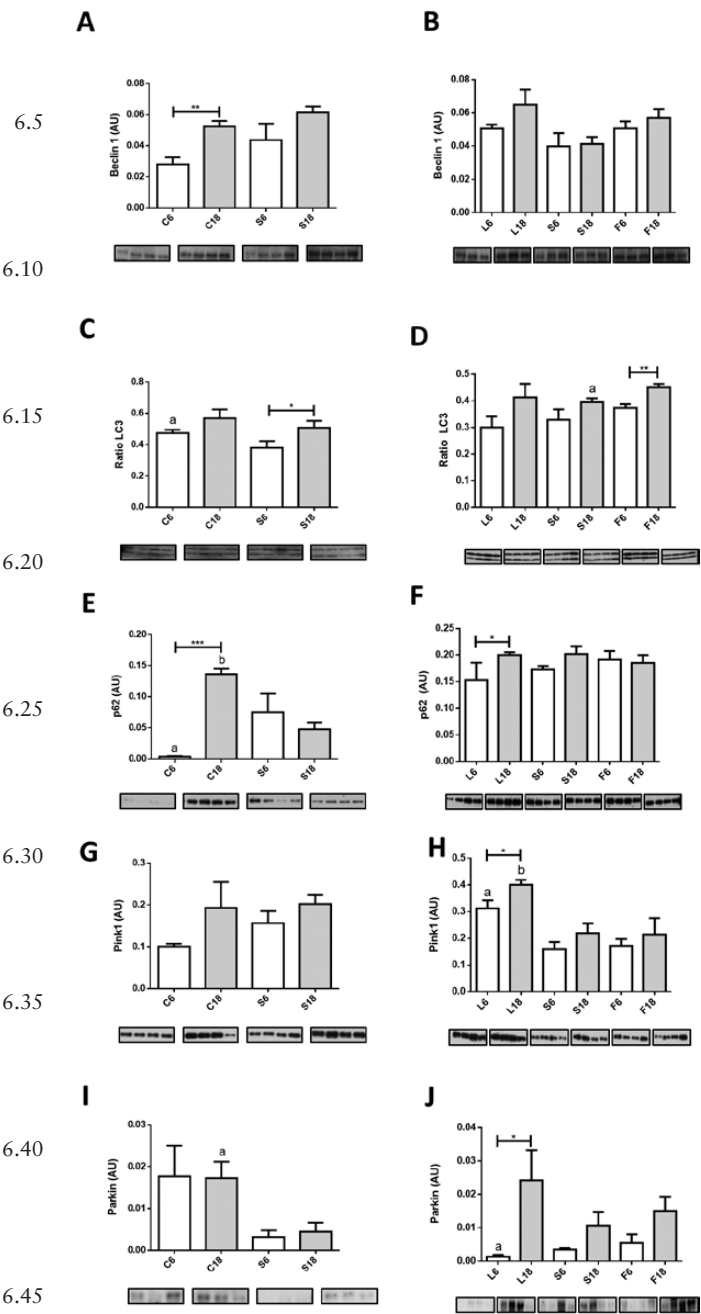 A
B
6.5
Beclin 1 (AU)
0.08
0.06
0.04
0.02
0.00
**
C6
C18
S6
S18
Beclin 1 (AU)
0.08
0.06
0.04
0.02
0.00
L6
L18
S6
S18
F6
F18
6.10
C
D
6.15
Ratio LC3
0.8
0.6
0.4
0.2
0.0
a
*
C6
C18
S6
S18
Ratio LC3
0.5
0.4
0.3
0.2
0.1
0.0
a
**
L6
L18
S6
S18
F6
F18
6.20
E
F
6.25
p62 (AU)
0.20
0.15
0.10
0.05
0.00
***
a
b
C6
C18
S6
S18
p62 (AU)
0.25
0.20
0.15
0.10
0.05
0.00
*
L6
L18
S6
S18
F6
F18
6.30
G
H
Pink1 (AU)
0.3
0.2
0.1
0.0
C6
C18
S6
S18
Pink1 (AU)
0.5
0.4
0.3
0.2
0.1
0.0
*
a
b
L6
L18
S6
S18
F6
F18
6.35
I
J
6.40
Parkin (AU)
0.03
0.02
0.01
0.00
a
C6
C18
S6
S18
Parkin (AU)
0.04
0.03
0.02
0.01
0.00
*
a
L6
L18
S6
S18
F6
F18
6.45